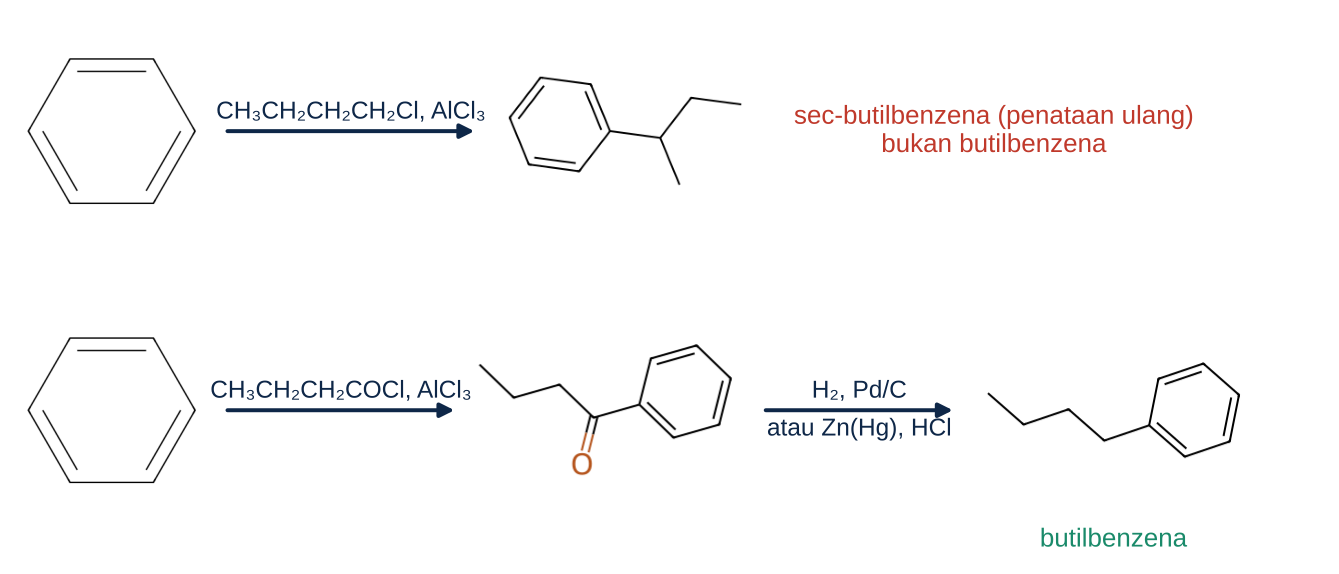 CH₃CH₂CH₂CH₂Cl, AlCl₃
sec-butilbenzena (penataan ulang)
bukan butilbenzena
CH₃CH₂CH₂COCl, AlCl₃
O
H₂, Pd/C
atau Zn(Hg), HCl
butilbenzena